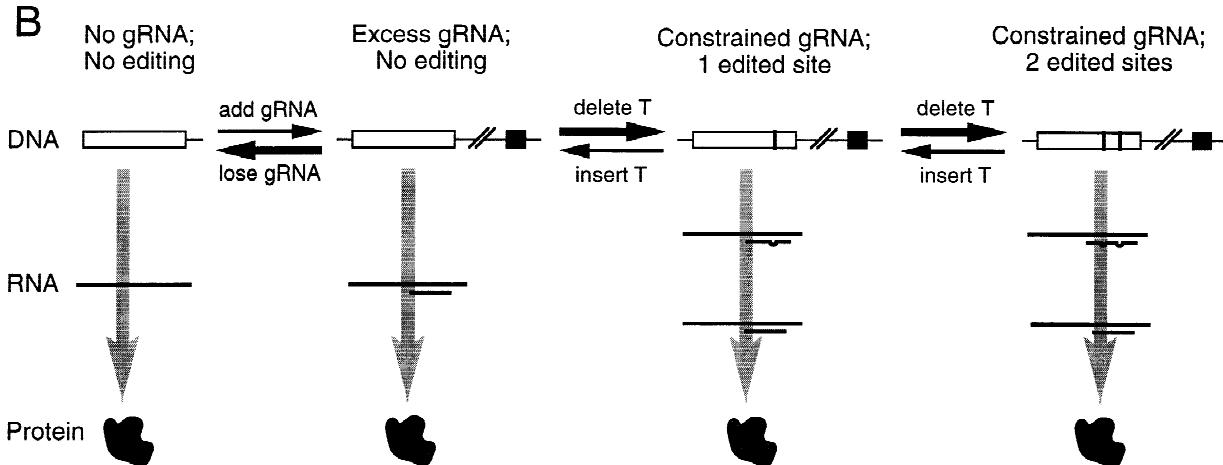 B
No gRNA;
No editing
Excess gRNA;
No editing
Constrained gRNA;
1 edited site
Constrained gRNA;
2 edited sites
DNA
add gRNA
lose gRNA
delete T
insert T
delete T
insert T
RNA
Protein